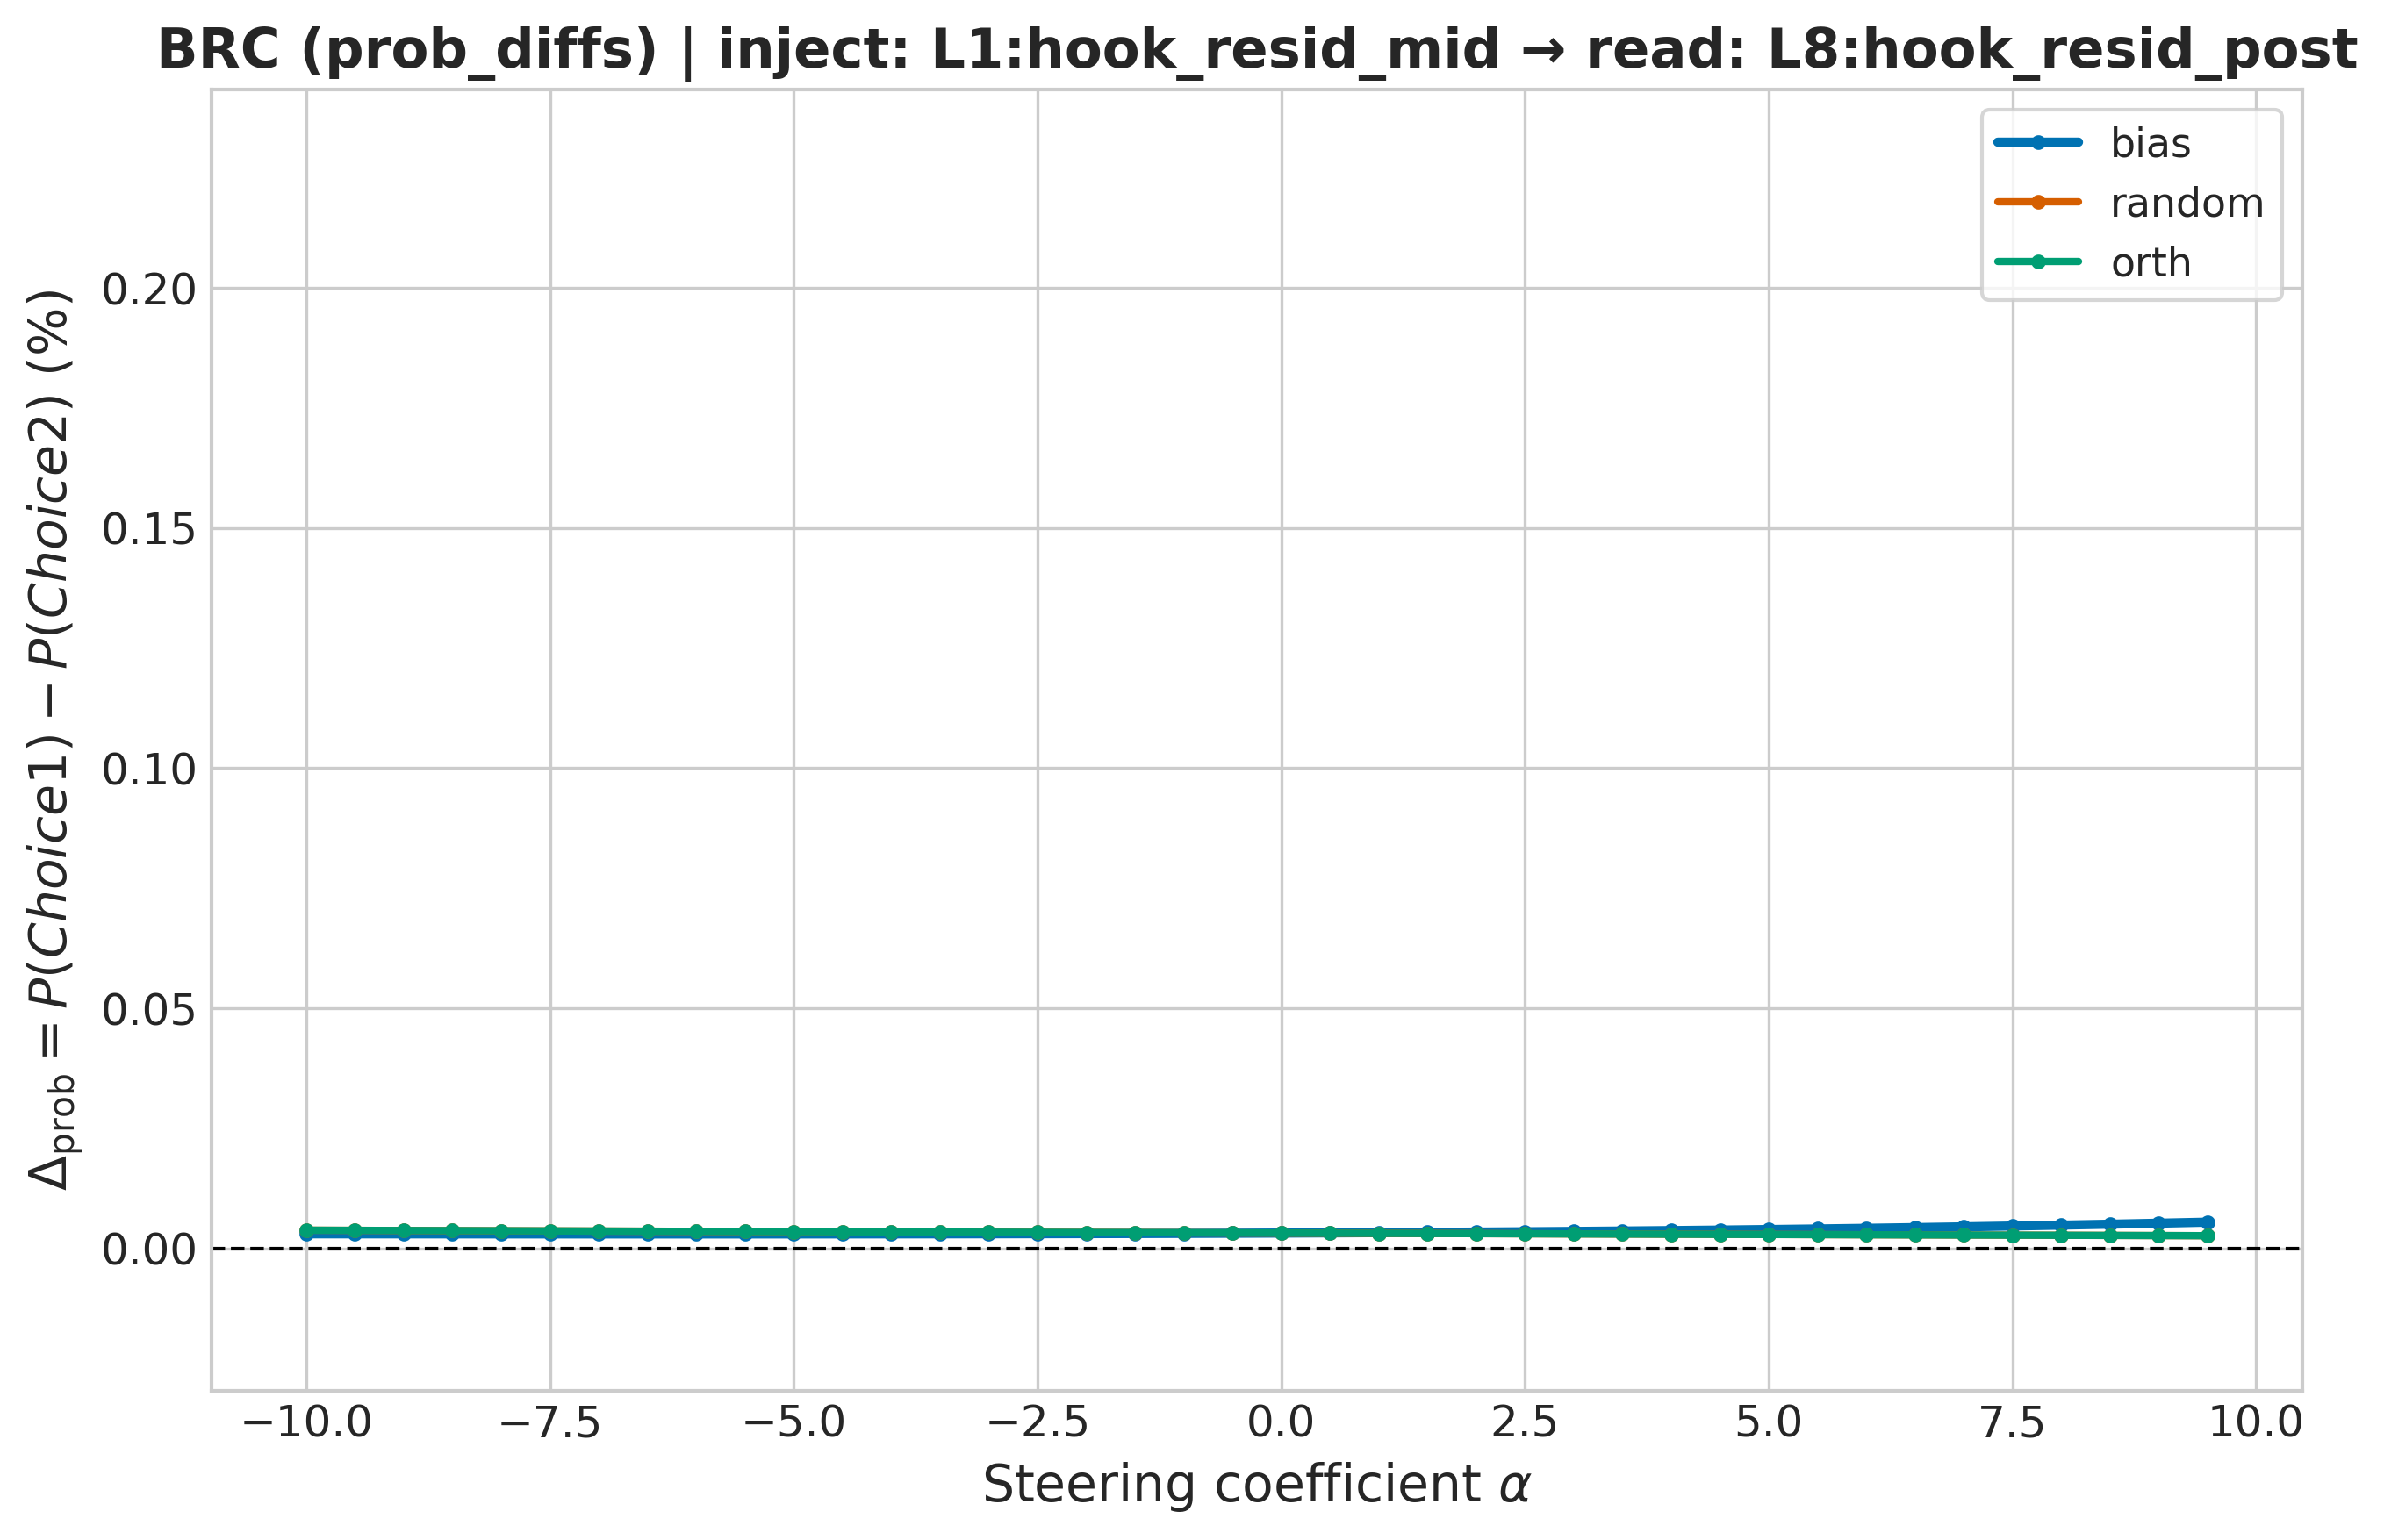 BRC (prob_diffs) | inject: L1:hook_resid_mid → read: L8:hook_resid_post
bias
random
orth
Δprob = P(Choice1) − P(Choice2) (%)
0.20
0.15
0.10
0.05
0.00
−10.0 −7.5 −5.0 −2.5 0.0 2.5 5.0 7.5 10.0
Steering coefficient α